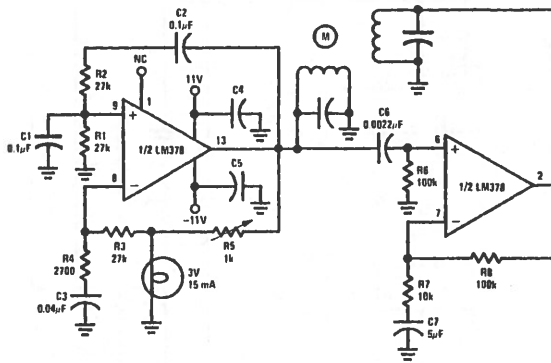 C2
0.1µF
M
R2
27k
NC
1
11V
C4
9
+
C6
0.0022µF
C1
0.1µF
R1
27k
1/2 LM378
13
6
+
R6
100k
1/2 LM378
2
8
−
C5
−11V
7
−
R3
27k
R5
1k
R4
2700
3V
15 mA
R7
10k
R8
100k
C3
0.04µF
C7
5µF